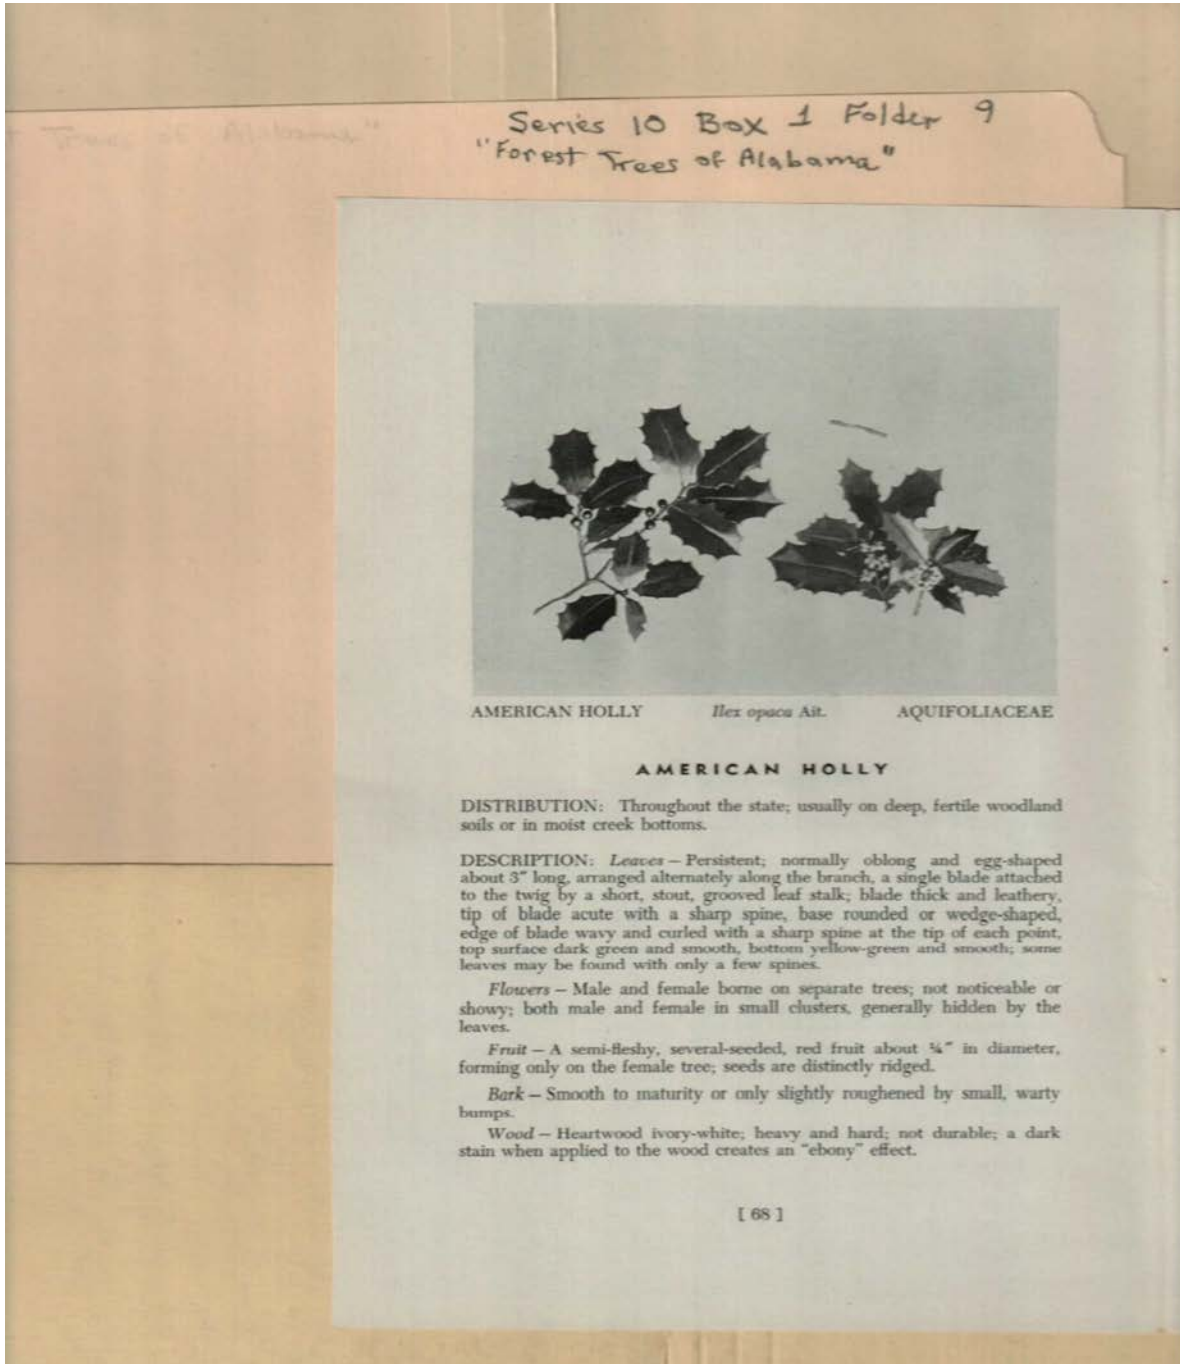 Series 10 Box 1 Folder 9
"Forest Trees of Alabama"
Trees of Alabama"
AMERICAN HOLLY Ilex opaca Ait. AQUIFOLIACEAE
AMERICAN HOLLY
DISTRIBUTION: Throughout the state; usually on deep, fertile woodland
soils or in moist creek bottoms.
DESCRIPTION: Leaves – Persistent; normally oblong and egg-shaped
about 3" long, arranged alternately along the branch, a single blade attached
to the twig by a short, stout, grooved leaf stalk; blade thick and leathery,
tip of blade acute with a sharp spine, base rounded or wedge-shaped,
edge of blade wavy and curled with a sharp spine at the tip of each point,
top surface dark green and smooth, bottom yellow-green and smooth; some
leaves may be found with only a few spines.
Flowers – Male and female borne on separate trees; not noticeable or
showy; both male and female in small clusters, generally hidden by the
leaves.
Fruit – A semi-fleshy, several-seeded, red fruit about ¼" in diameter,
forming only on the female tree; seeds are distinctly ridged.
Bark – Smooth to maturity or only slightly roughened by small, warty
bumps.
Wood – Heartwood ivory-white; heavy and hard; not durable; a dark
stain when applied to the wood creates an "ebony" effect.
[ 68 ]